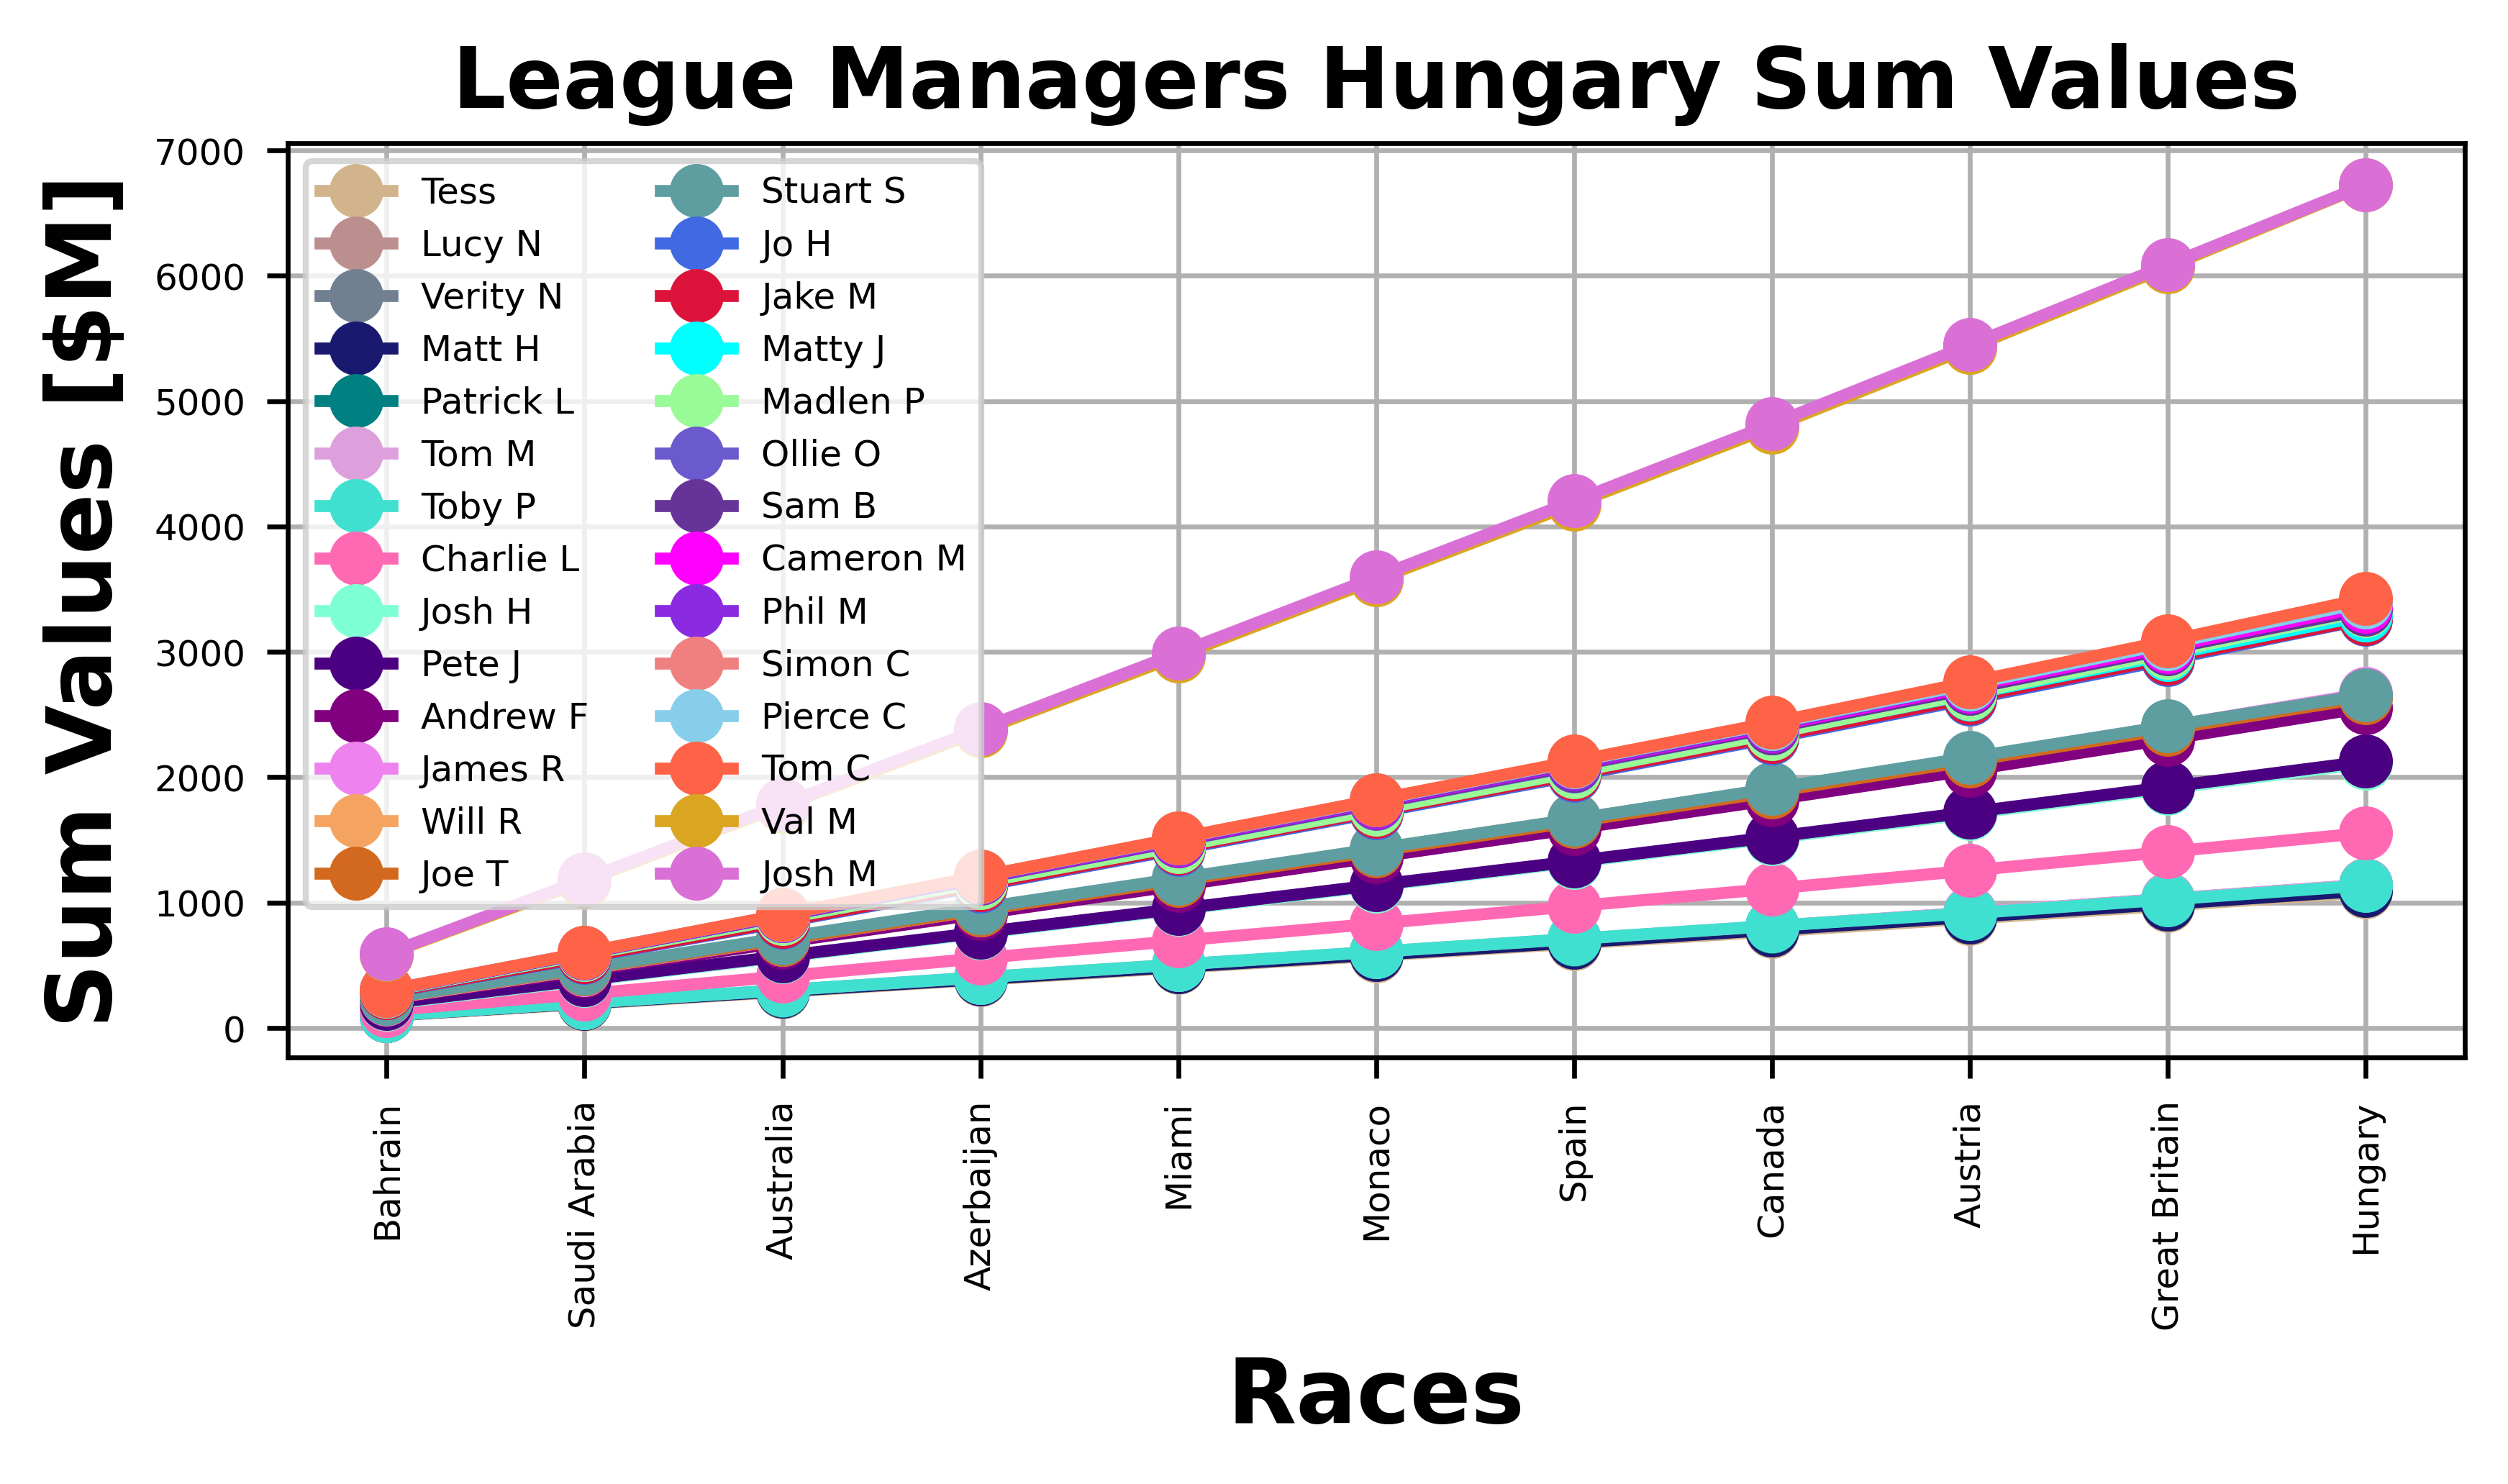 League Managers Hungary Sum Values
Sum Values [$M]
7000
6000
5000
4000
3000
2000
1000
0
Tess
Lucy N
Verity N
Matt H
Patrick L
Tom M
Toby P
Charlie L
Josh H
Pete J
Andrew F
James R
Will R
Joe T
Stuart S
Jo H
Jake M
Matty J
Madlen P
Ollie O
Sam B
Cameron M
Phil M
Simon C
Pierce C
Tom C
Val M
Josh M
Bahrain
Saudi Arabia
Australia
Azerbaijan
Miami
Monaco
Spain
Canada
Austria
Great Britain
Hungary
Races